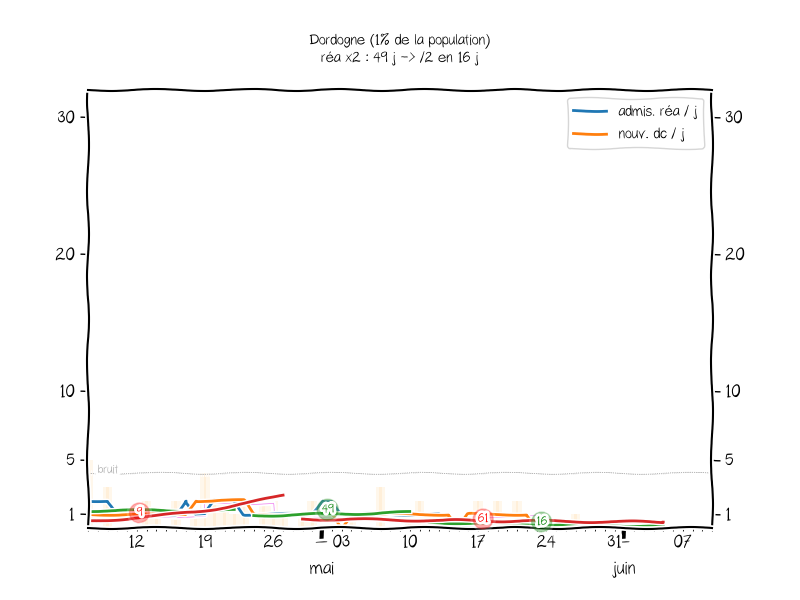 Dordogne (1% de la population)
réa x2 : 49 j -> /2 en 16 j
admis. réa / j
nouv. dc / j
30
30
20
20
10
10
5
5
bruit
1
1
9
49
61
16
12 19 26 03 10 17 24 31 07
mai juin